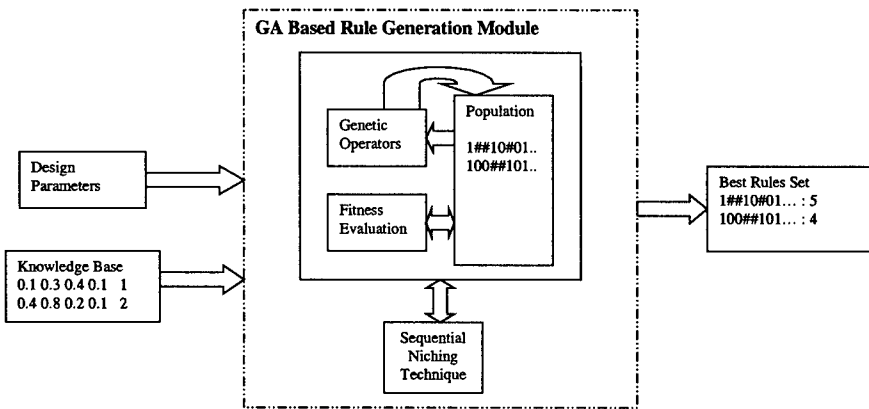 GA Based Rule Generation Module
Genetic
Operators
Population
1##10#01..
100##101..
Fitness
Evaluation
Design
Parameters
Knowledge Base
0.1 0.3 0.4 0.1 1
0.4 0.8 0.2 0.1 2
Sequential
Niching
Technique
Best Rules Set
1##10#01... : 5
100##101... : 4